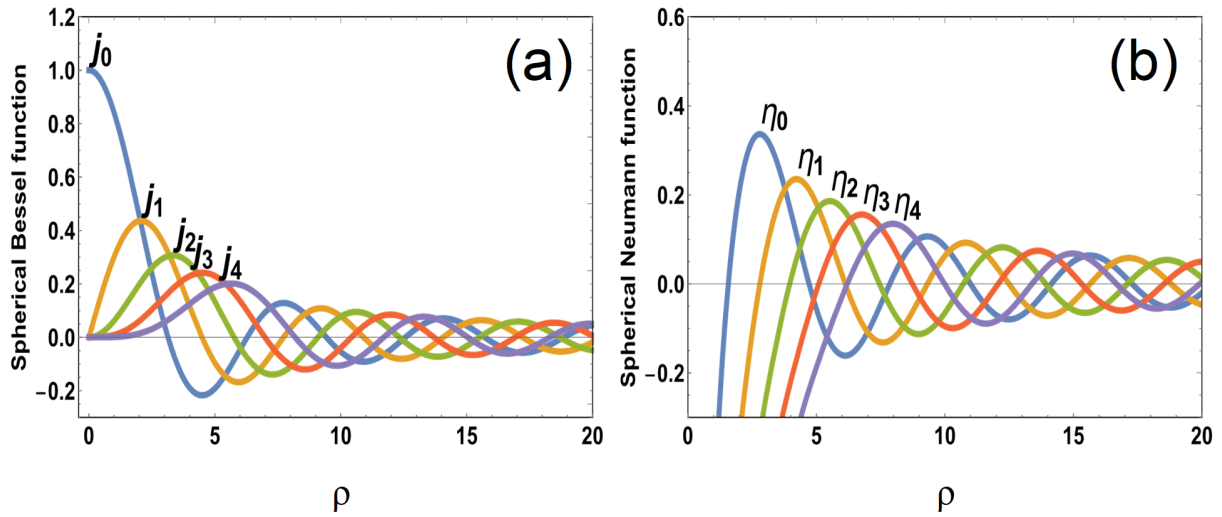 (a)
Spherical Bessel function
1.2
1.0
0.8
0.6
0.4
0.2
0.0
−0.2
j0
j1
j2
j3
j4
0 5 10 15 20
ρ
(b)
Spherical Neumann function
0.6
0.4
0.2
0.0
−0.2
η0
η1
η2
η3
η4
0 5 10 15 20
ρ